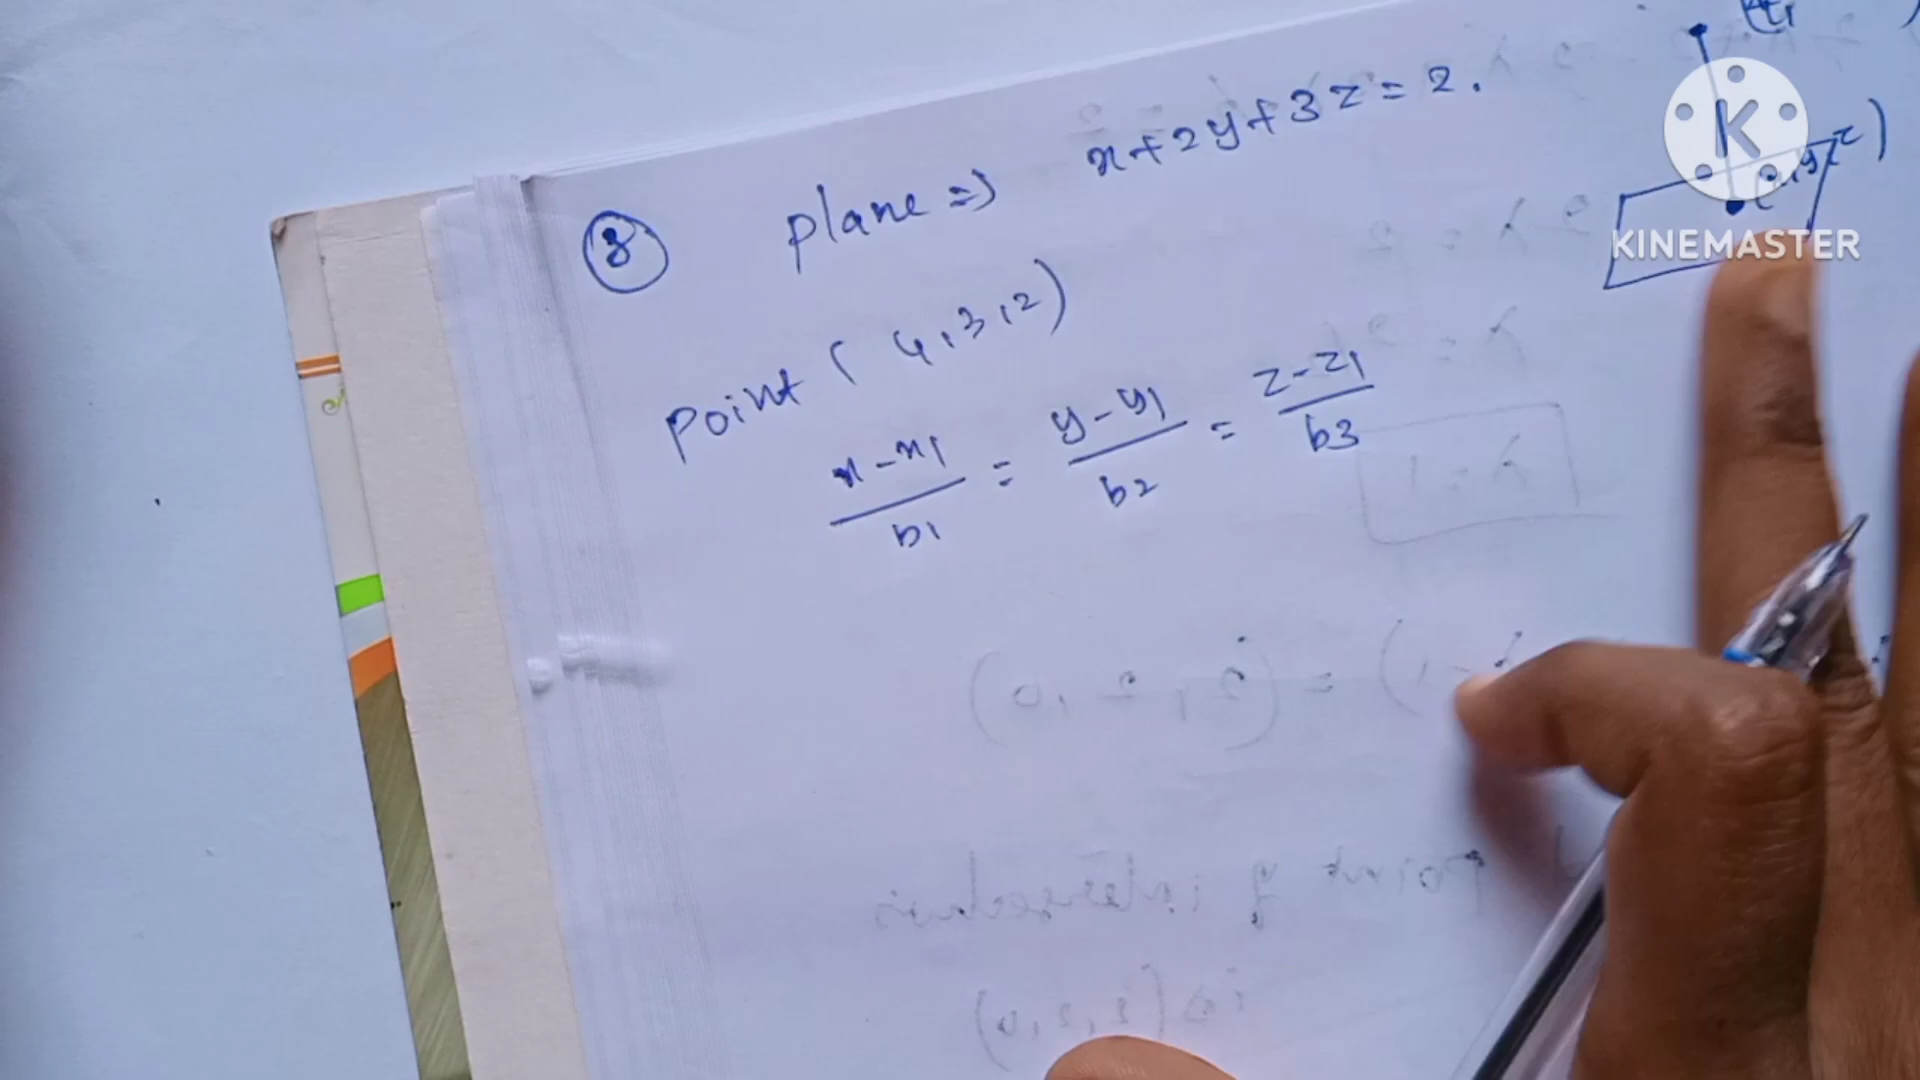 8 plane ⇒ x+2y+3z=2.
Point (4,3,2)
x-x1/b1 = y-y1/b2 = z-z1/b3
K
KINEMASTER